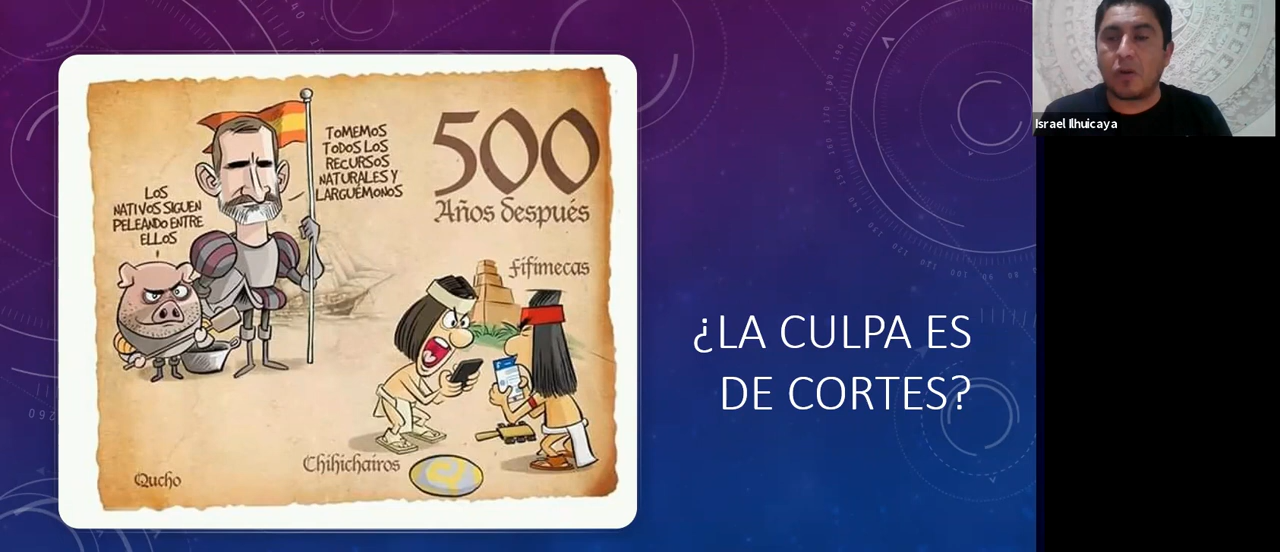 TOMEMOS
TODOS LOS
RECURSOS
NATURALES Y
LARGUÉMONOS
500
Años después
LOS
NATIVOS SIGUEN
PELEANDO ENTRE
ELLOS
Fifimecas
Chihichairos
Qucho
¿LA CULPA ES
DE CORTES?
Israel Ilhuicaya